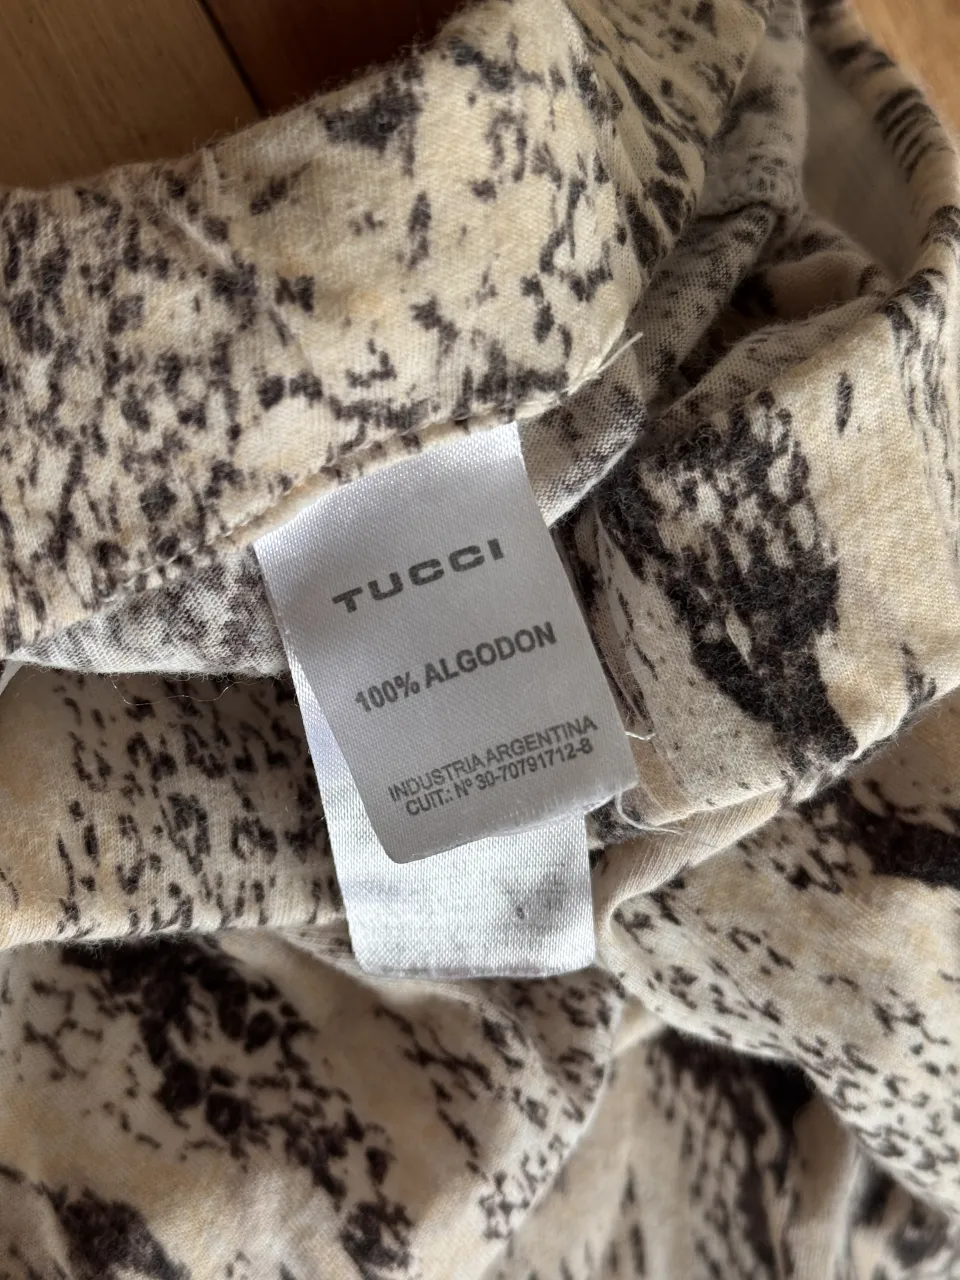 TUCCI
100% ALGODON
INDUSTRIA ARGENTINA
CUIT.: Nº 30-70791712-8